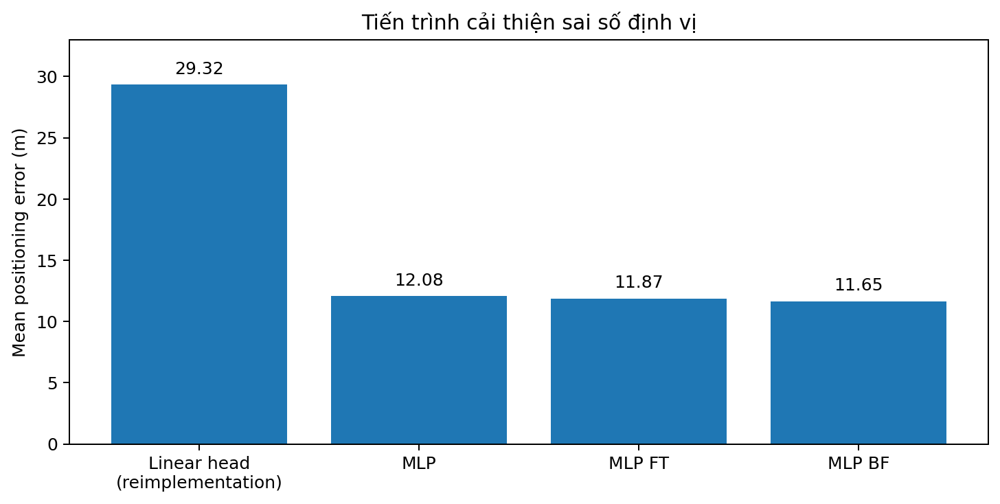 Tiến trình cải thiện sai số định vị
Mean positioning error (m)
30
25
20
15
10
5
0
29.32
12.08
11.87
11.65
Linear head
(reimplementation)
MLP
MLP FT
MLP BF